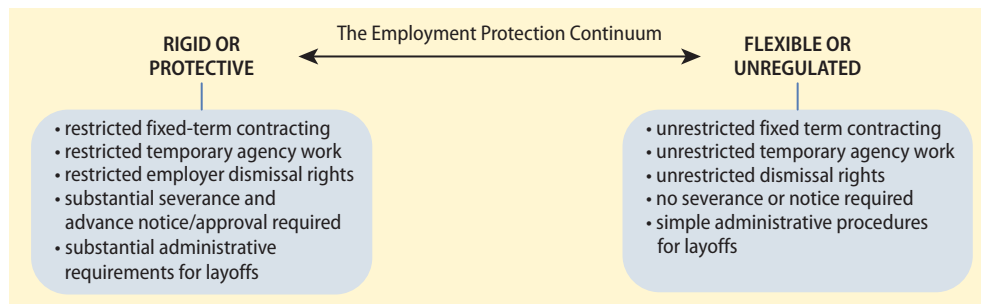 The Employment Protection Continuum
RIGID OR
PROTECTIVE
FLEXIBLE OR
UNREGULATED
• restricted fixed-term contracting
• restricted temporary agency work
• restricted employer dismissal rights
• substantial severance and
advance notice/approval required
• substantial administrative
requirements for layoffs
• unrestricted fixed term contracting
• unrestricted temporary agency work
• unrestricted dismissal rights
• no severance or notice required
• simple administrative procedures
for layoffs